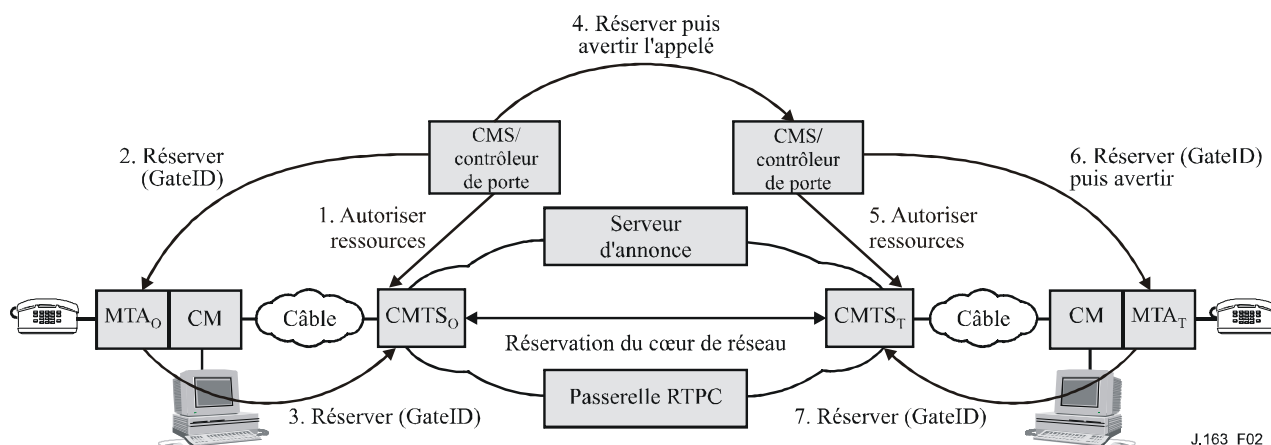 4. Réserver puis
avertir l'appelé
CMS/
contrôleur
de porte
CMS/
contrôleur
de porte
2. Réserver
(GateID)
6. Réserver (GateID)
puis avertir
1. Autoriser
ressources
Serveur
d'annonce
5. Autoriser
ressources
MTAO
CM
Câble
CMTSO
CMTST
Câble
CM
MTAT
Réservation du cœur de réseau
Passerelle RTPC
3. Réserver (GateID)
7. Réserver (GateID)
J.163_F02